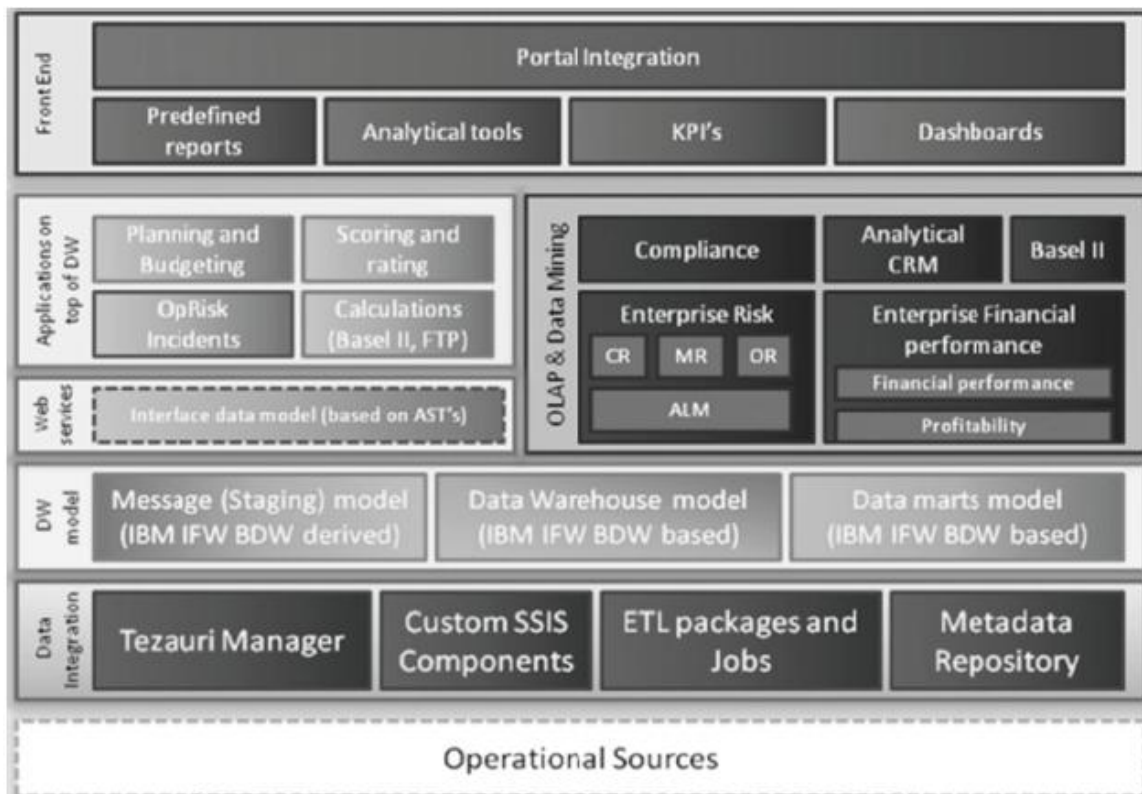 Front End
Portal Integration
Predefined
reports
Analytical tools
KPI's
Dashboards
Applications on
top of DW
Planning and
Budgeting
Scoring and
rating
OpRisk
Incidents
Calculations
(Basel II, FTP)
Web
services
Interface data model (based on AST's)
OLAP & Data Mining
Compliance
Analytical
CRM
Basel II
Enterprise Risk
CR
MR
OR
ALM
Enterprise Financial
performance
Financial performance
Profitability
DW
model
Message (Staging) model
(IBM IFW BDW derived)
Data Warehouse model
(IBM IFW BDW based)
Data marts model
(IBM IFW BDW based)
Data
Integration
Tezauri Manager
Custom SSIS
Components
ETL packages and
Jobs
Metadata
Repository
Operational Sources